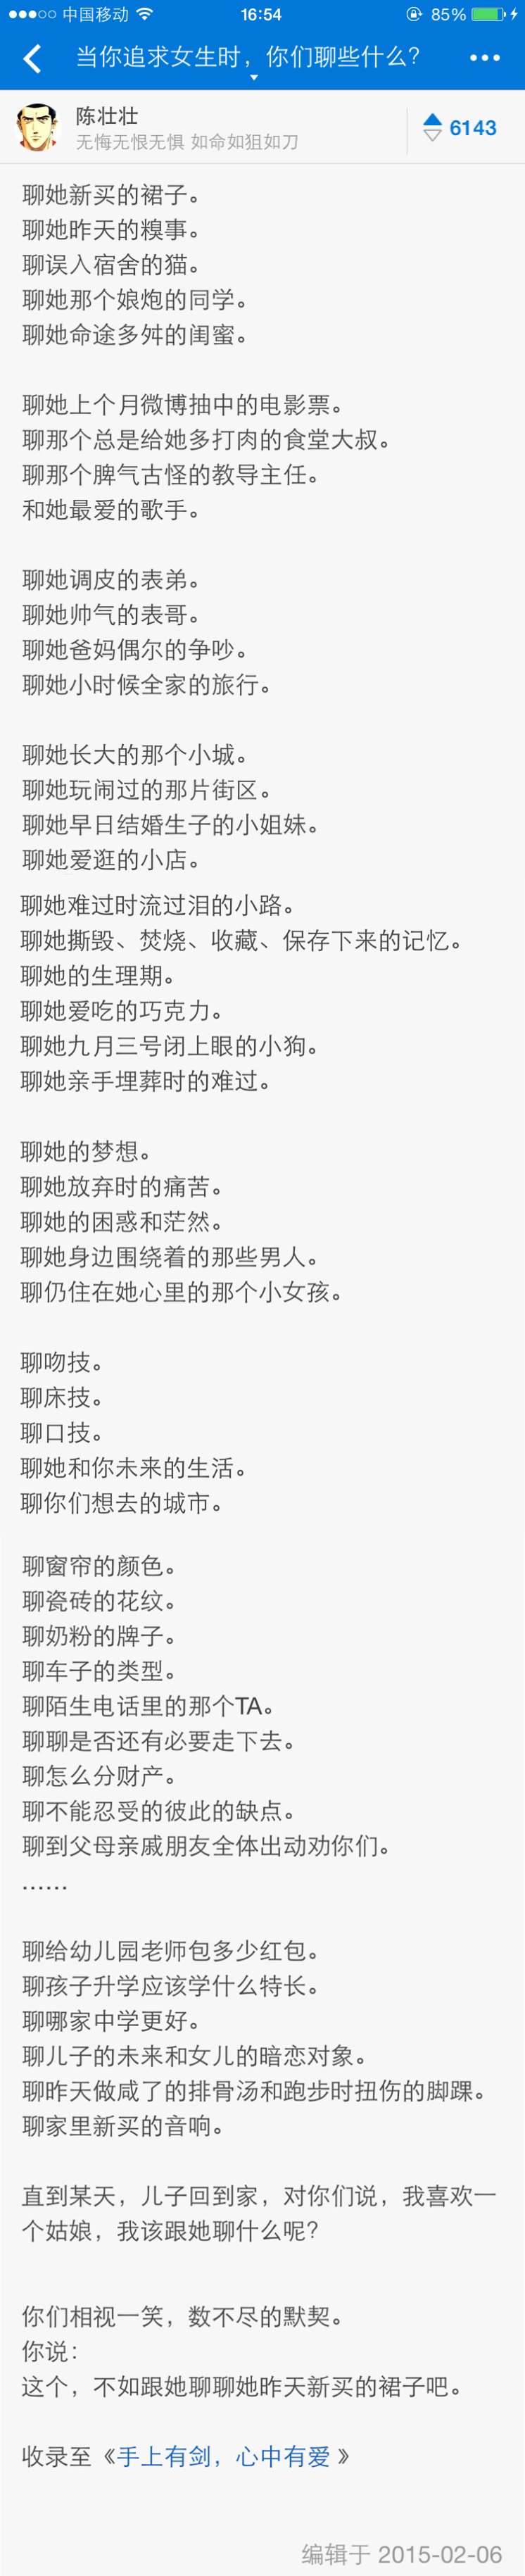 中国移动 16:54 85%
当你追求女生时，你们聊些什么？
陈壮壮
无悔无恨无惧 如命如狙如刀
6143
聊她新买的裙子。
聊她昨天的糗事。
聊误入宿舍的猫。
聊她那个娘炮的同学。
聊她命途多舛的闺蜜。
聊她上个月微博抽中的电影票。
聊那个总是给她多打肉的食堂大叔。
聊那个脾气古怪的教导主任。
和她最爱的歌手。
聊她调皮的表弟。
聊她帅气的表哥。
聊她爸妈偶尔的争吵。
聊她小时候全家的旅行。
聊她长大的那个小城。
聊她玩闹过的那片街区。
聊她早日结婚生子的小姐妹。
聊她爱逛的小店。
聊她难过时流过泪的小路。
聊她撕毁、焚烧、收藏、保存下来的记忆。
聊她的生理期。
聊她爱吃的巧克力。
聊她九月三号闭上眼的小狗。
聊她亲手埋葬时的难过。
聊她的梦想。
聊她放弃时的痛苦。
聊她的困惑和茫然。
聊她身边围绕着的那些男人。
聊仍住在她心里的那个小女孩。
聊吻技。
聊床技。
聊口技。
聊她和你未来的生活。
聊你们想去的城市。
聊窗帘的颜色。
聊瓷砖的花纹。
聊奶粉的牌子。
聊车子的类型。
聊陌生电话里的那个TA。
聊聊是否还有必要走下去。
聊怎么分财产。
聊不能忍受的彼此的缺点。
聊到父母亲戚朋友全体出动劝你们。
……
聊给幼儿园老师包多少红包。
聊孩子升学应该学什么特长。
聊哪家中学更好。
聊儿子的未来和女儿的暗恋对象。
聊昨天做咸了的排骨汤和跑步时扭伤的脚踝。
聊家里新买的音响。
直到某天，儿子回到家，对你们说，我喜欢一
个姑娘，我该跟她聊什么呢？
你们相视一笑，数不尽的默契。
你说：
这个，不如跟她聊聊她昨天新买的裙子吧。
收录至《手上有剑，心中有爱 》
编辑于 2015-02-06